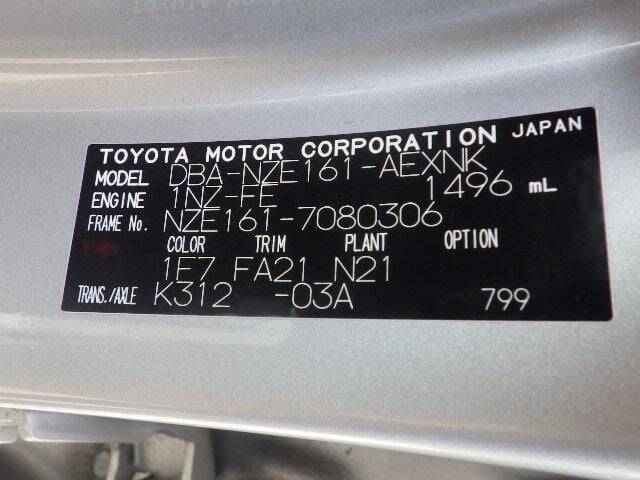 TOYOTA MOTOR CORPORATION JAPAN
MODEL DBA-NZE161-AEXNK
ENGINE 1NZ-FE 1496 mL
FRAME No. NZE161-7080306
COLOR TRIM PLANT OPTION
1F7 FA21 N21
TRANS./AXLE K312 -03A 799